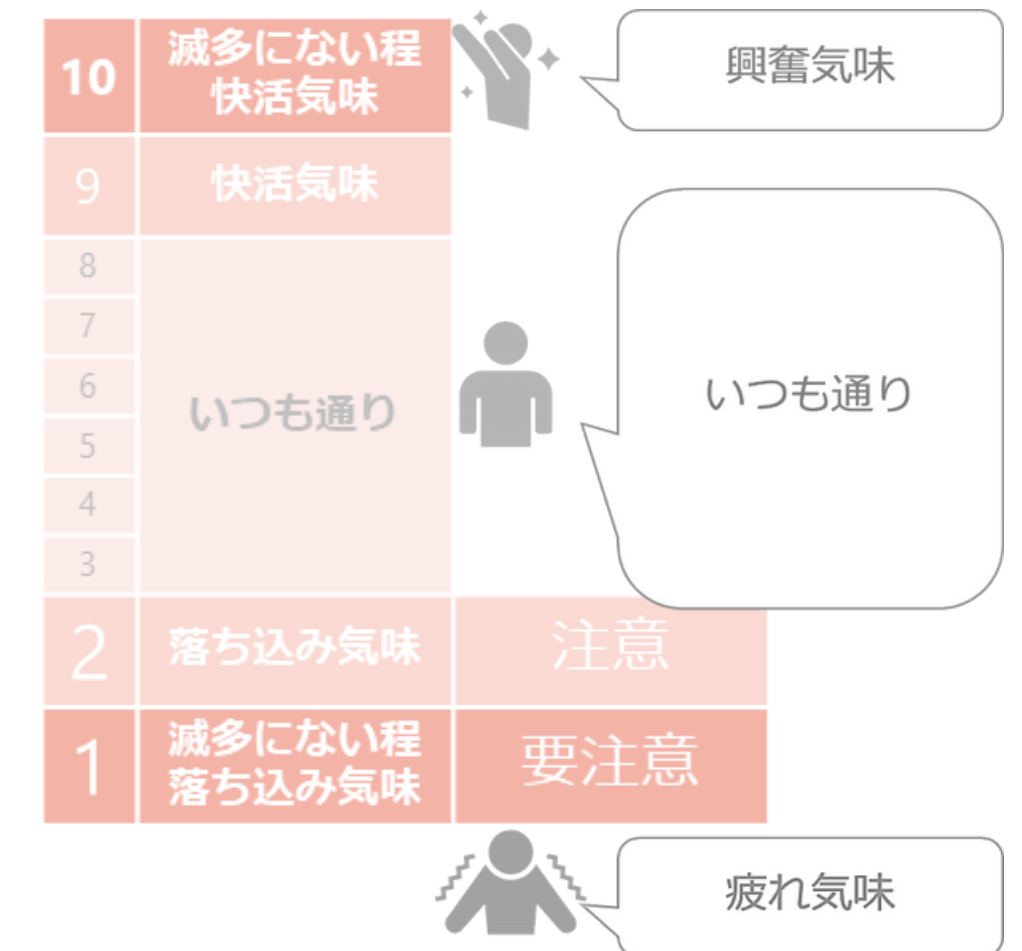 10
滅多にない程
快活気味
興奮気味
9
快活気味
8
7
6
5
4
3
いつも通り
いつも通り
2
落ち込み気味
注意
1
滅多にない程
落ち込み気味
要注意
疲れ気味